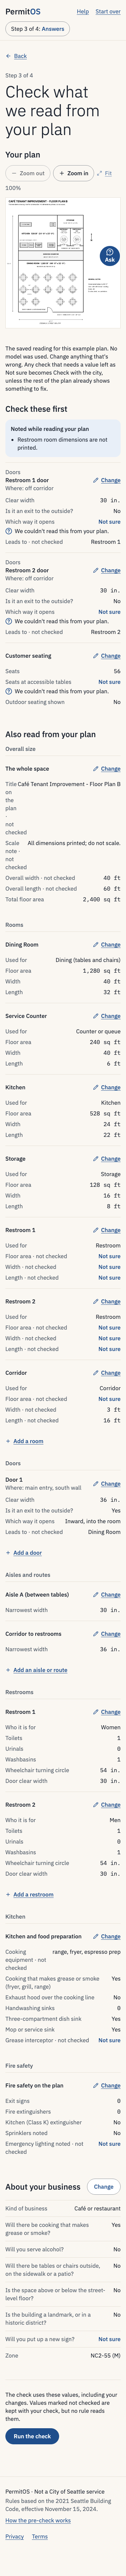 PermitOS
Help
Start over
Step 3 of 4: Answers
← Back
Step 3 of 4
Check what
we read from
your plan
Your plan
Zoom out
Zoom in
Fit
100%
Ask
The saved reading for this example plan. No
model was used. Change anything that's
wrong. Any check that needs a value left
Not sure becomes Check with the city,
unless the rest of the plan already shows
something to fix.
Check these first
Noted while reading your plan
• Restroom room dimensions are not
printed.
Doors
Restroom 1 door
Change
Where: off corridor
Clear width 30 in.
Is it an exit to the outside? No
Which way it opens Not sure
We couldn't read this from your plan.
Leads to · not checked Restroom 1
Doors
Restroom 2 door
Change
Where: off corridor
Clear width 30 in.
Is it an exit to the outside? No
Which way it opens Not sure
We couldn't read this from your plan.
Leads to · not checked Restroom 2
Customer seating
Change
Seats 56
Seats at accessible tables Not sure
We couldn't read this from your plan.
Outdoor seating shown No
Also read from your plan
Overall size
The whole space
Change
Title on the plan · not checked Café Tenant Improvement - Floor Plan B
Scale note · not checked All dimensions printed; do not scale.
Overall width · not checked 40 ft
Overall length · not checked 60 ft
Total floor area 2,400 sq ft
Rooms
Dining Room
Change
Used for Dining (tables and chairs)
Floor area 1,280 sq ft
Width 40 ft
Length 32 ft
Service Counter
Change
Used for Counter or queue
Floor area 240 sq ft
Width 40 ft
Length 6 ft
Kitchen
Change
Used for Kitchen
Floor area 528 sq ft
Width 24 ft
Length 22 ft
Storage
Change
Used for Storage
Floor area 128 sq ft
Width 16 ft
Length 8 ft
Restroom 1
Change
Used for Restroom
Floor area · not checked Not sure
Width · not checked Not sure
Length · not checked Not sure
Restroom 2
Change
Used for Restroom
Floor area · not checked Not sure
Width · not checked Not sure
Length · not checked Not sure
Corridor
Change
Used for Corridor
Floor area · not checked Not sure
Width · not checked 3 ft
Length · not checked 16 ft
+ Add a room
Doors
Door 1
Change
Where: main entry, south wall
Clear width 36 in.
Is it an exit to the outside? Yes
Which way it opens Inward, into the room
Leads to · not checked Dining Room
+ Add a door
Aisles and routes
Aisle A (between tables)
Change
Narrowest width 30 in.
Corridor to restrooms
Change
Narrowest width 36 in.
+ Add an aisle or route
Restrooms
Restroom 1
Change
Who it is for Women
Toilets 1
Urinals 0
Washbasins 1
Wheelchair turning circle 54 in.
Door clear width 30 in.
Restroom 2
Change
Who it is for Men
Toilets 1
Urinals 0
Washbasins 1
Wheelchair turning circle 54 in.
Door clear width 30 in.
+ Add a restroom
Kitchen
Kitchen and food preparation
Change
Cooking equipment · not checked range, fryer, espresso prep
Cooking that makes grease or smoke (fryer, grill, range) Yes
Exhaust hood over the cooking line No
Handwashing sinks 0
Three-compartment dish sink Yes
Mop or service sink Yes
Grease interceptor · not checked Not sure
Fire safety
Fire safety on the plan
Change
Exit signs 0
Fire extinguishers 0
Kitchen (Class K) extinguisher No
Sprinklers noted No
Emergency lighting noted · not checked Not sure
About your business
Change
Kind of business Café or restaurant
Will there be cooking that makes grease or smoke? Yes
Will you serve alcohol? No
Will there be tables or chairs outside, on the sidewalk or a patio? No
Is the space above or below the street-level floor? No
Is the building a landmark, or in a historic district? No
Will you put up a new sign? Not sure
Zone NC2-55 (M)
The check uses these values, including your
changes. Values marked not checked are
kept with your check, but no rule reads
them.
Run the check
PermitOS · Not a City of Seattle service
Rules based on the 2021 Seattle Building
Code, effective November 15, 2024.
How the pre-check works
Privacy
Terms